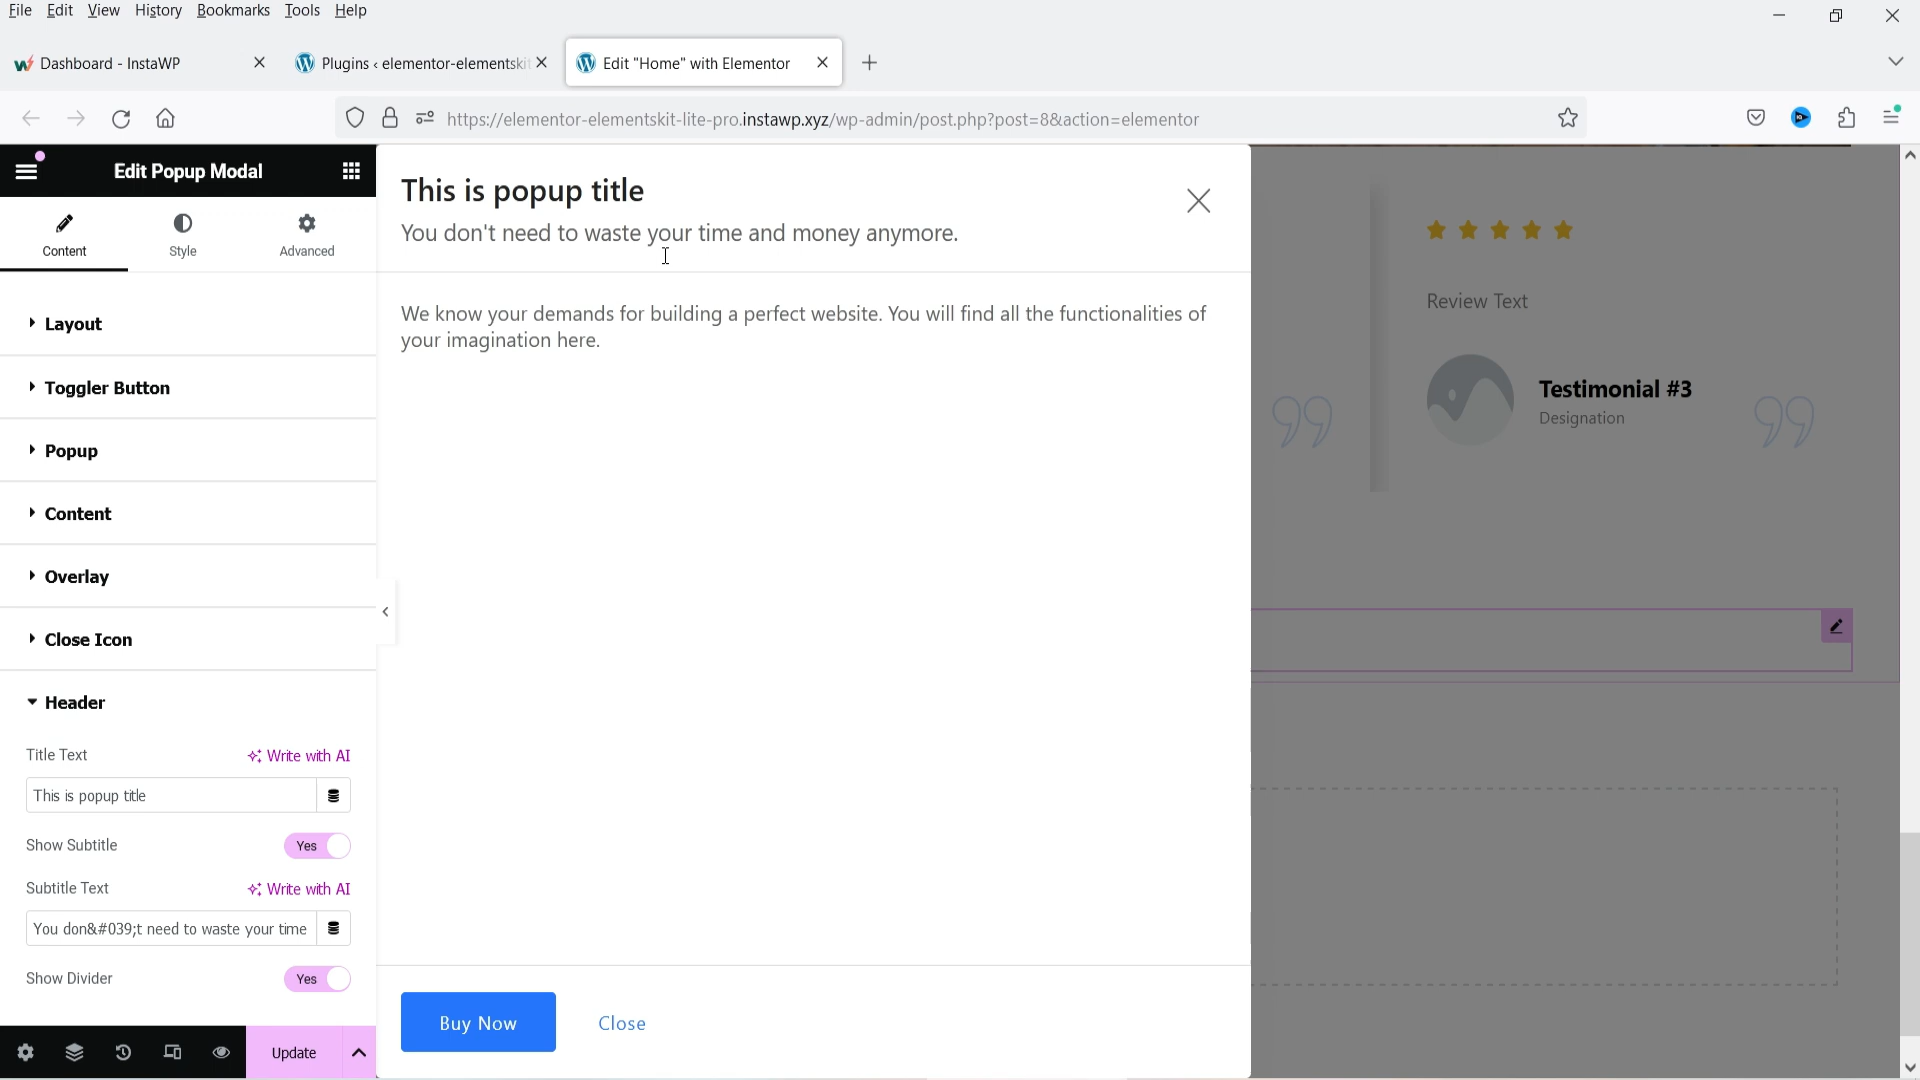 File Edit View History Bookmarks Tools Help
Dashboard - InstaWP
Plugins ‹ elementor-elementskit
Edit "Home" with Elementor
https://elementor-elementskit-lite-pro.instawp.xyz/wp-admin/post.php?post=8&action=elementor
Edit Popup Modal
Content
Style
Advanced
Layout
Toggler Button
Popup
Content
Overlay
Close Icon
Header
Title Text
Write with AI
This is popup title
Show Subtitle
Yes
Subtitle Text
Write with AI
You don&#039;t need to waste your time
Show Divider
Yes
Update
This is popup title
You don't need to waste your time and money anymore.
We know your demands for building a perfect website. You will find all the functionalities of
your imagination here.
Buy Now
Close
Review Text
Testimonial #3
Designation